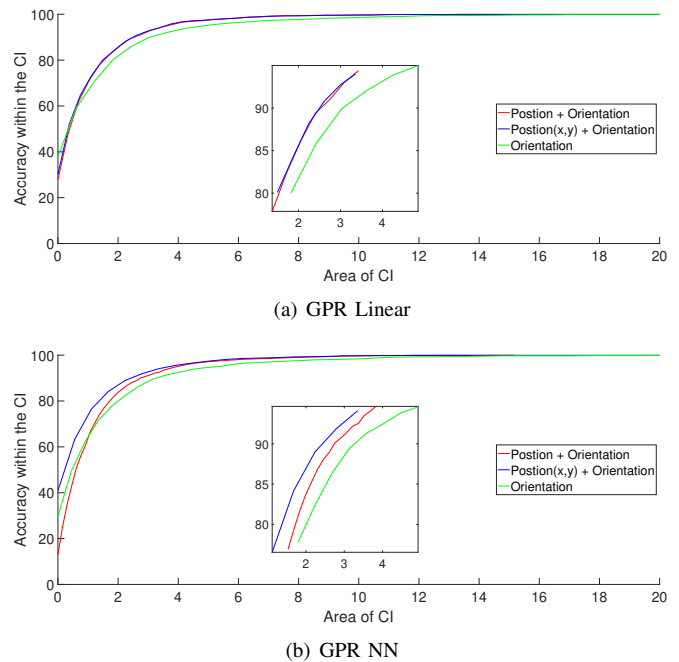 100
80
60
40
20
0
Accuracy within the CI
90
85
80
2 3 4
Postion + Orientation
Postion(x,y) + Orientation
Orientation
0 2 4 6 8 10 12 14 16 18 20
Area of CI
(a) GPR Linear
100
80
60
40
20
0
Accuracy within the CI
90
85
80
2 3 4
Postion + Orientation
Postion(x,y) + Orientation
Orientation
0 2 4 6 8 10 12 14 16 18 20
Area of CI
(b) GPR NN